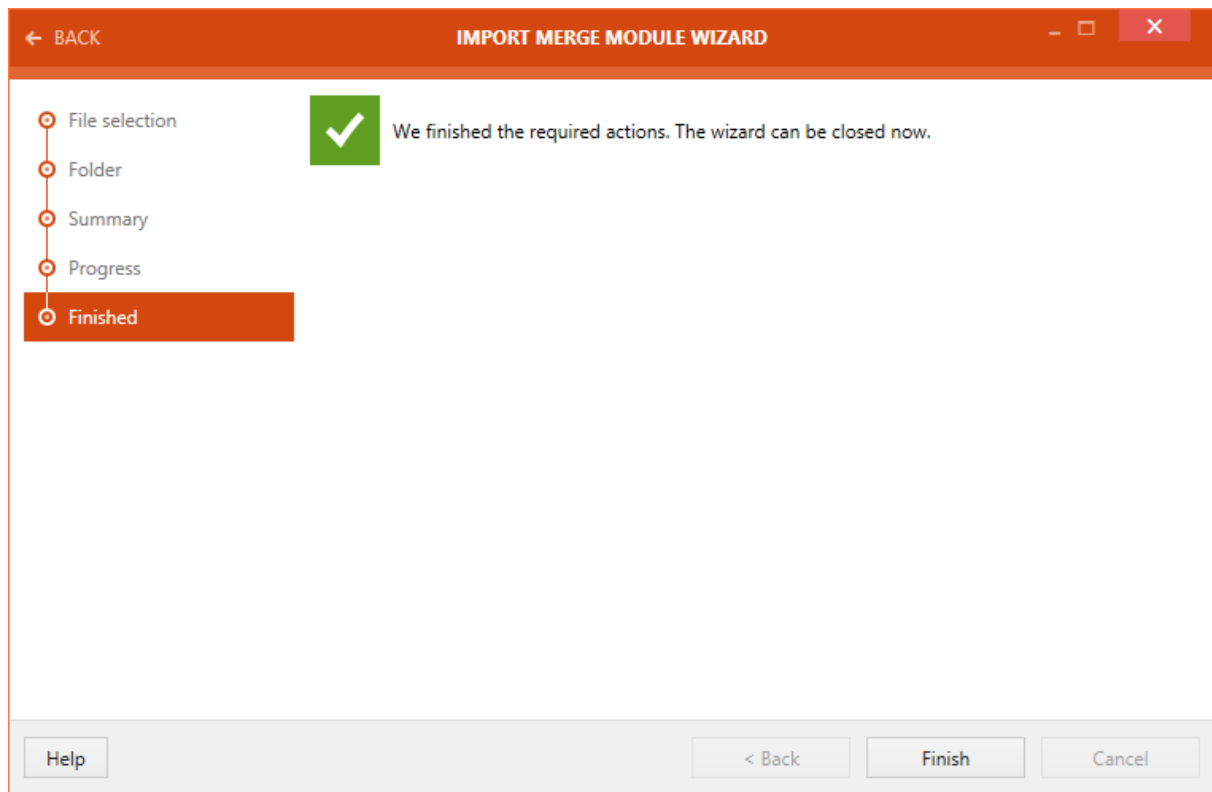 BACK
IMPORT MERGE MODULE WIZARD
File selection
Folder
Summary
Progress
Finished
We finished the required actions. The wizard can be closed now.
Help
< Back
Finish
Cancel